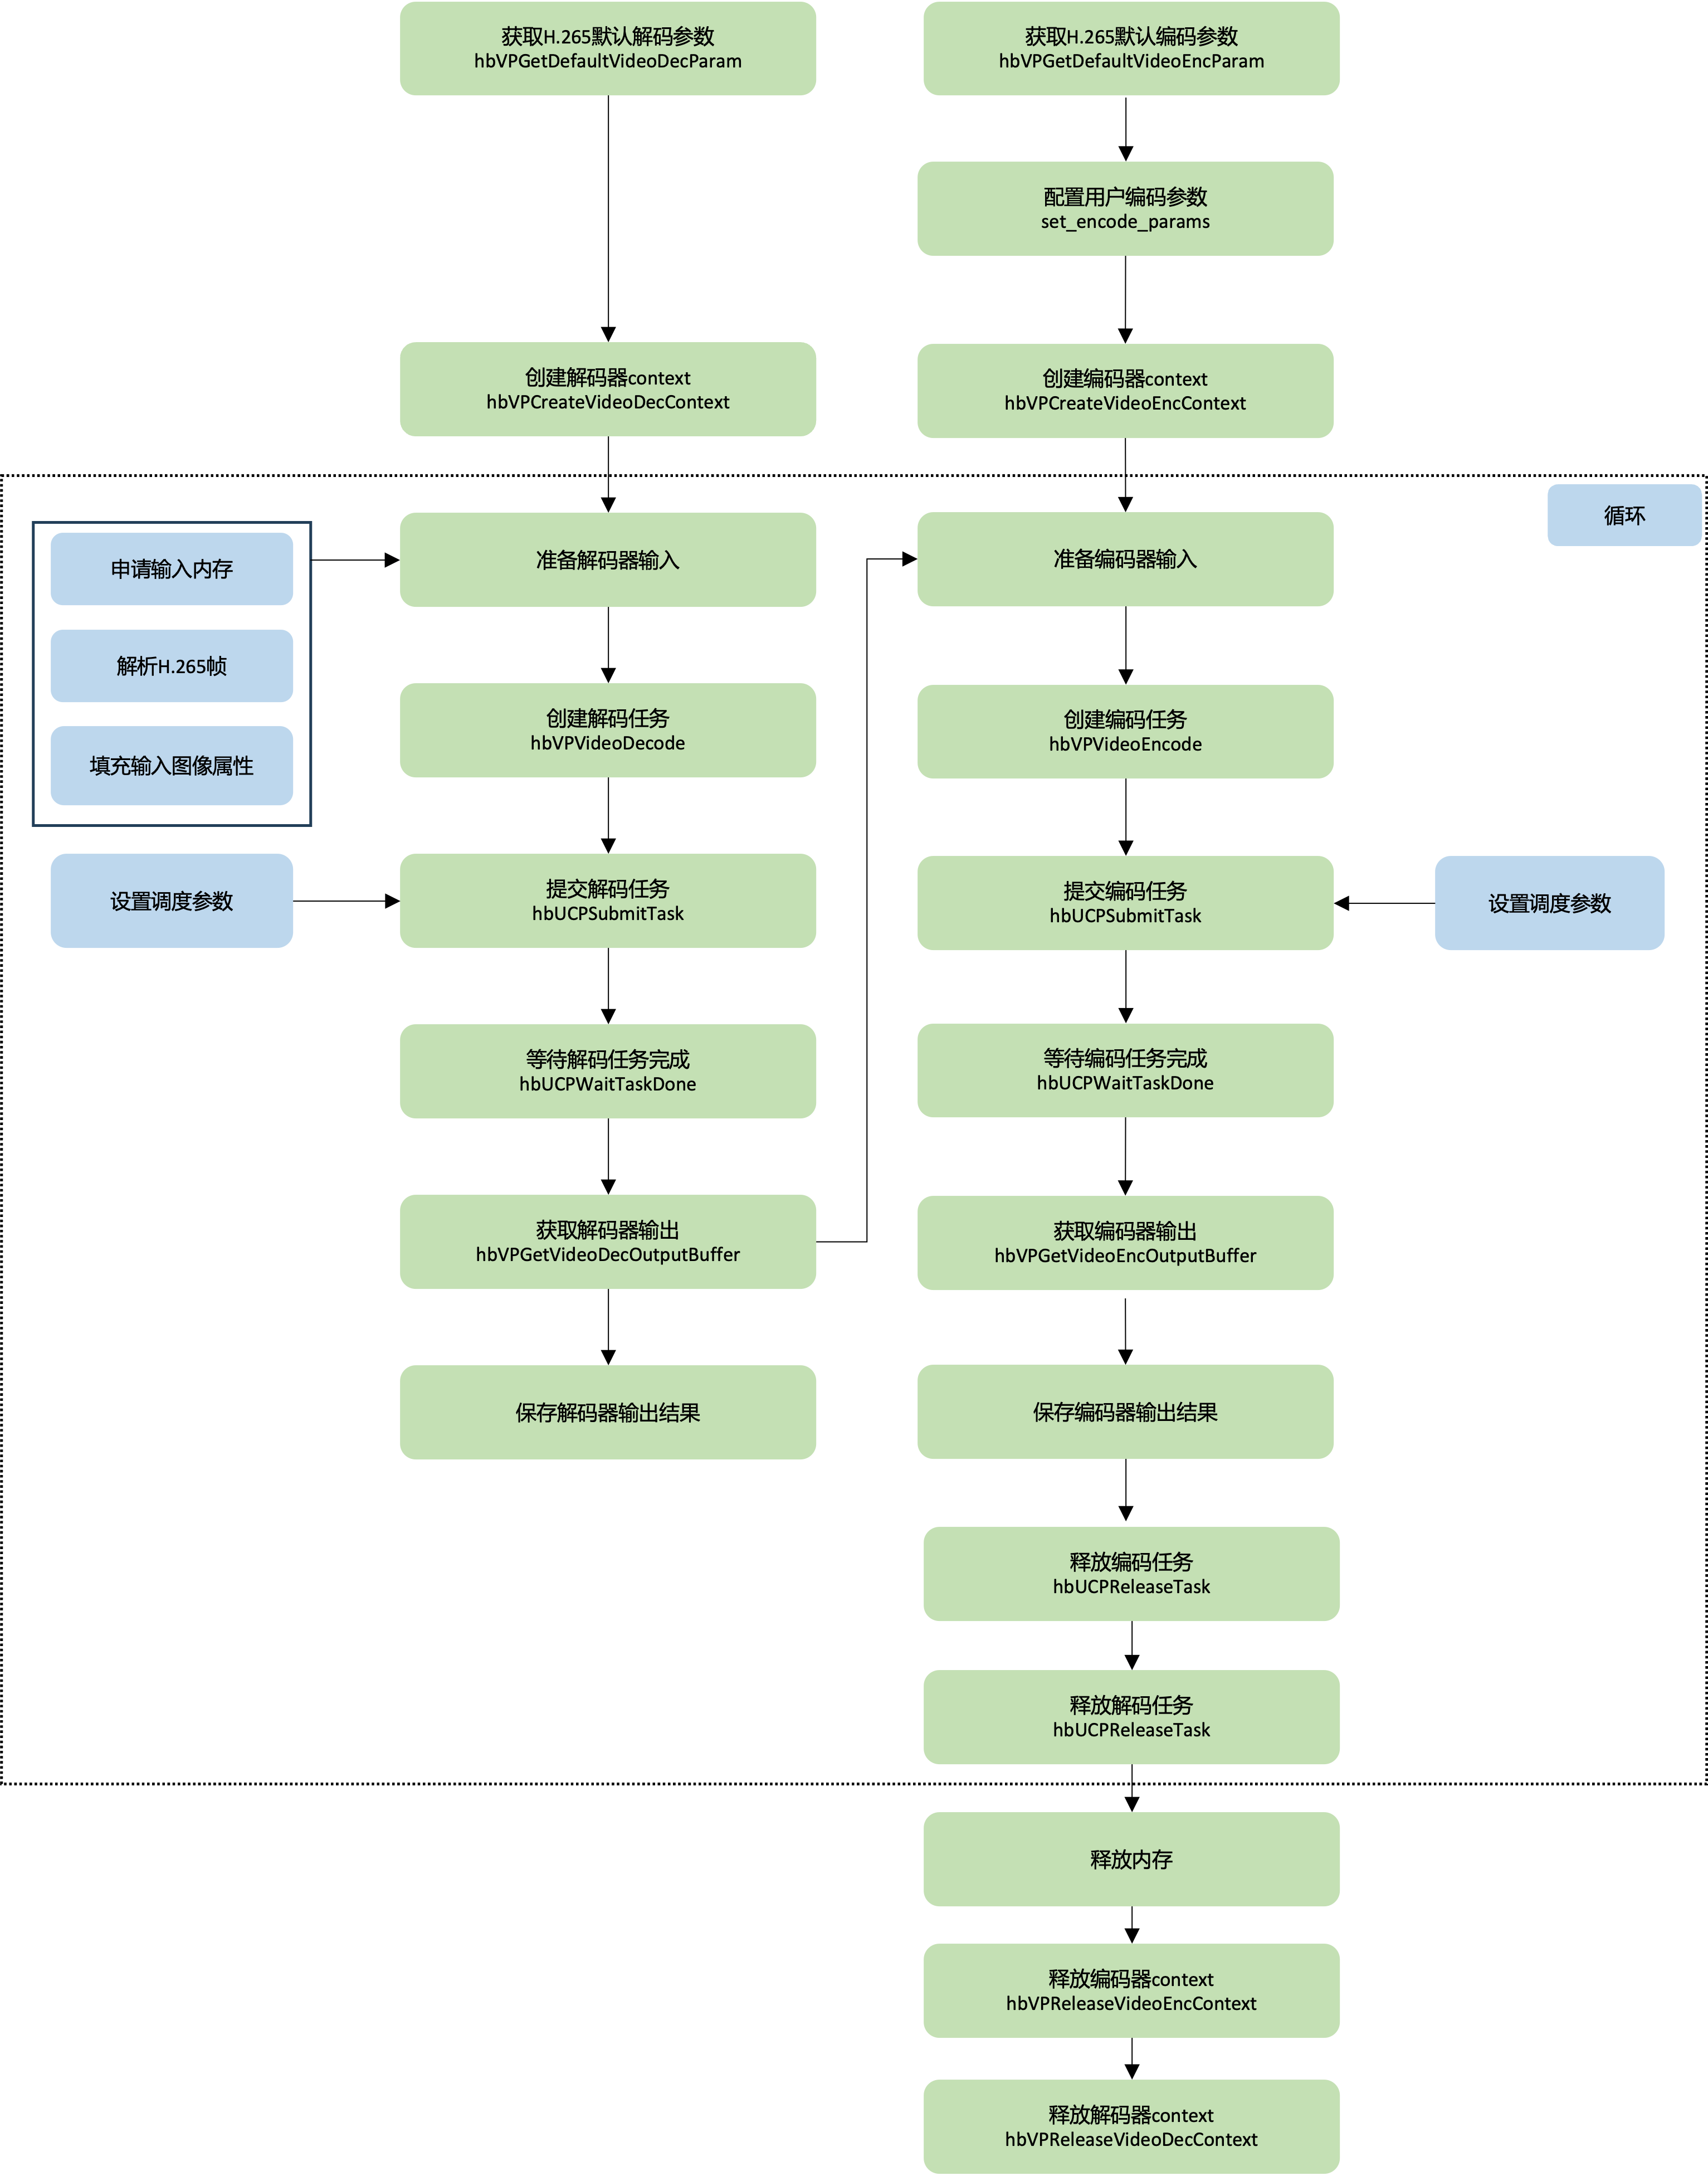 获取H.265默认解码参数
hbVPGetDefaultVideoDecParam
获取H.265默认编码参数
hbVPGetDefaultVideoEncParam
配置用户编码参数
set_encode_params
创建解码器context
hbVPCreateVideoDecContext
创建编码器context
hbVPCreateVideoEncContext
循环
申请输入内存
解析H.265帧
填充输入图像属性
准备解码器输入
准备编码器输入
创建解码任务
hbVPVideoDecode
创建编码任务
hbVPVideoEncode
设置调度参数
提交解码任务
hbUCPSubmitTask
提交编码任务
hbUCPSubmitTask
设置调度参数
等待解码任务完成
hbUCPWaitTaskDone
等待编码任务完成
hbUCPWaitTaskDone
获取解码器输出
hbVPGetVideoDecOutputBuffer
获取编码器输出
hbVPGetVideoEncOutputBuffer
保存解码器输出结果
保存编码器输出结果
释放编码任务
hbUCPReleaseTask
释放解码任务
hbUCPReleaseTask
释放内存
释放编码器context
hbVPReleaseVideoEncContext
释放解码器context
hbVPReleaseVideoDecContext